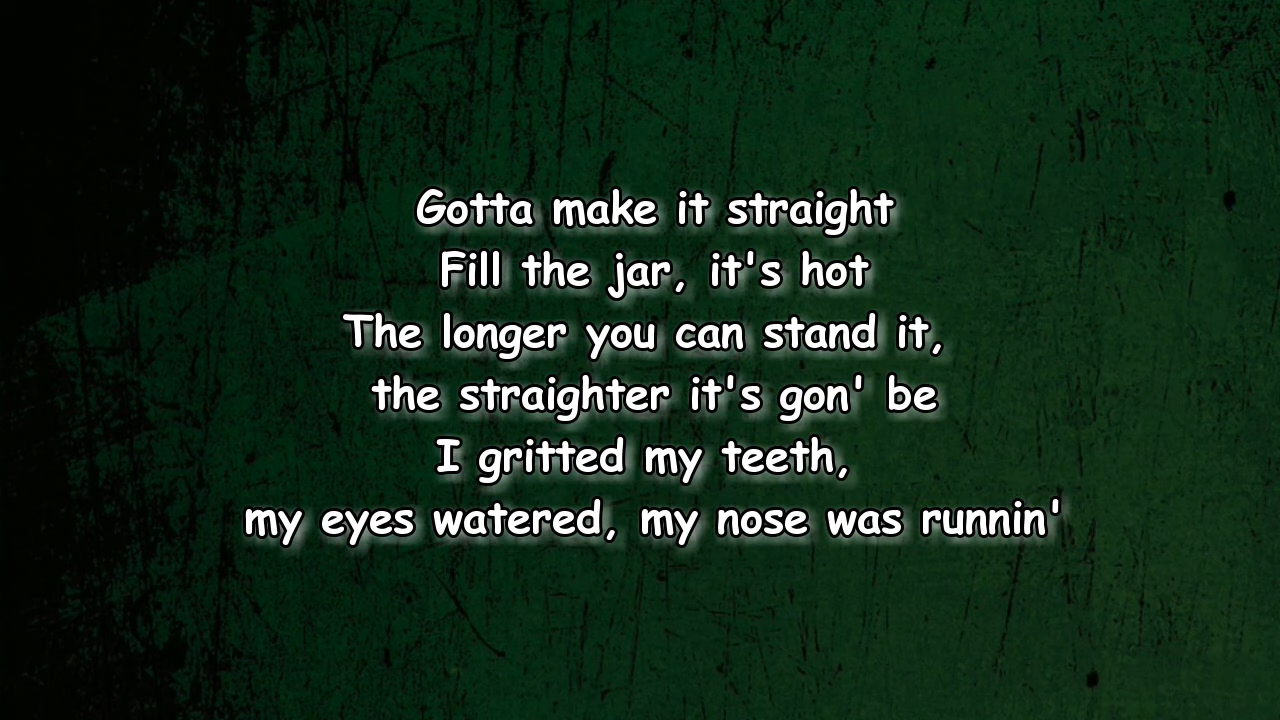 Gotta make it straight
Fill the jar, it's hot
The longer you can stand it,
the straighter it's gon' be
I gritted my teeth,
my eyes watered, my nose was runnin'